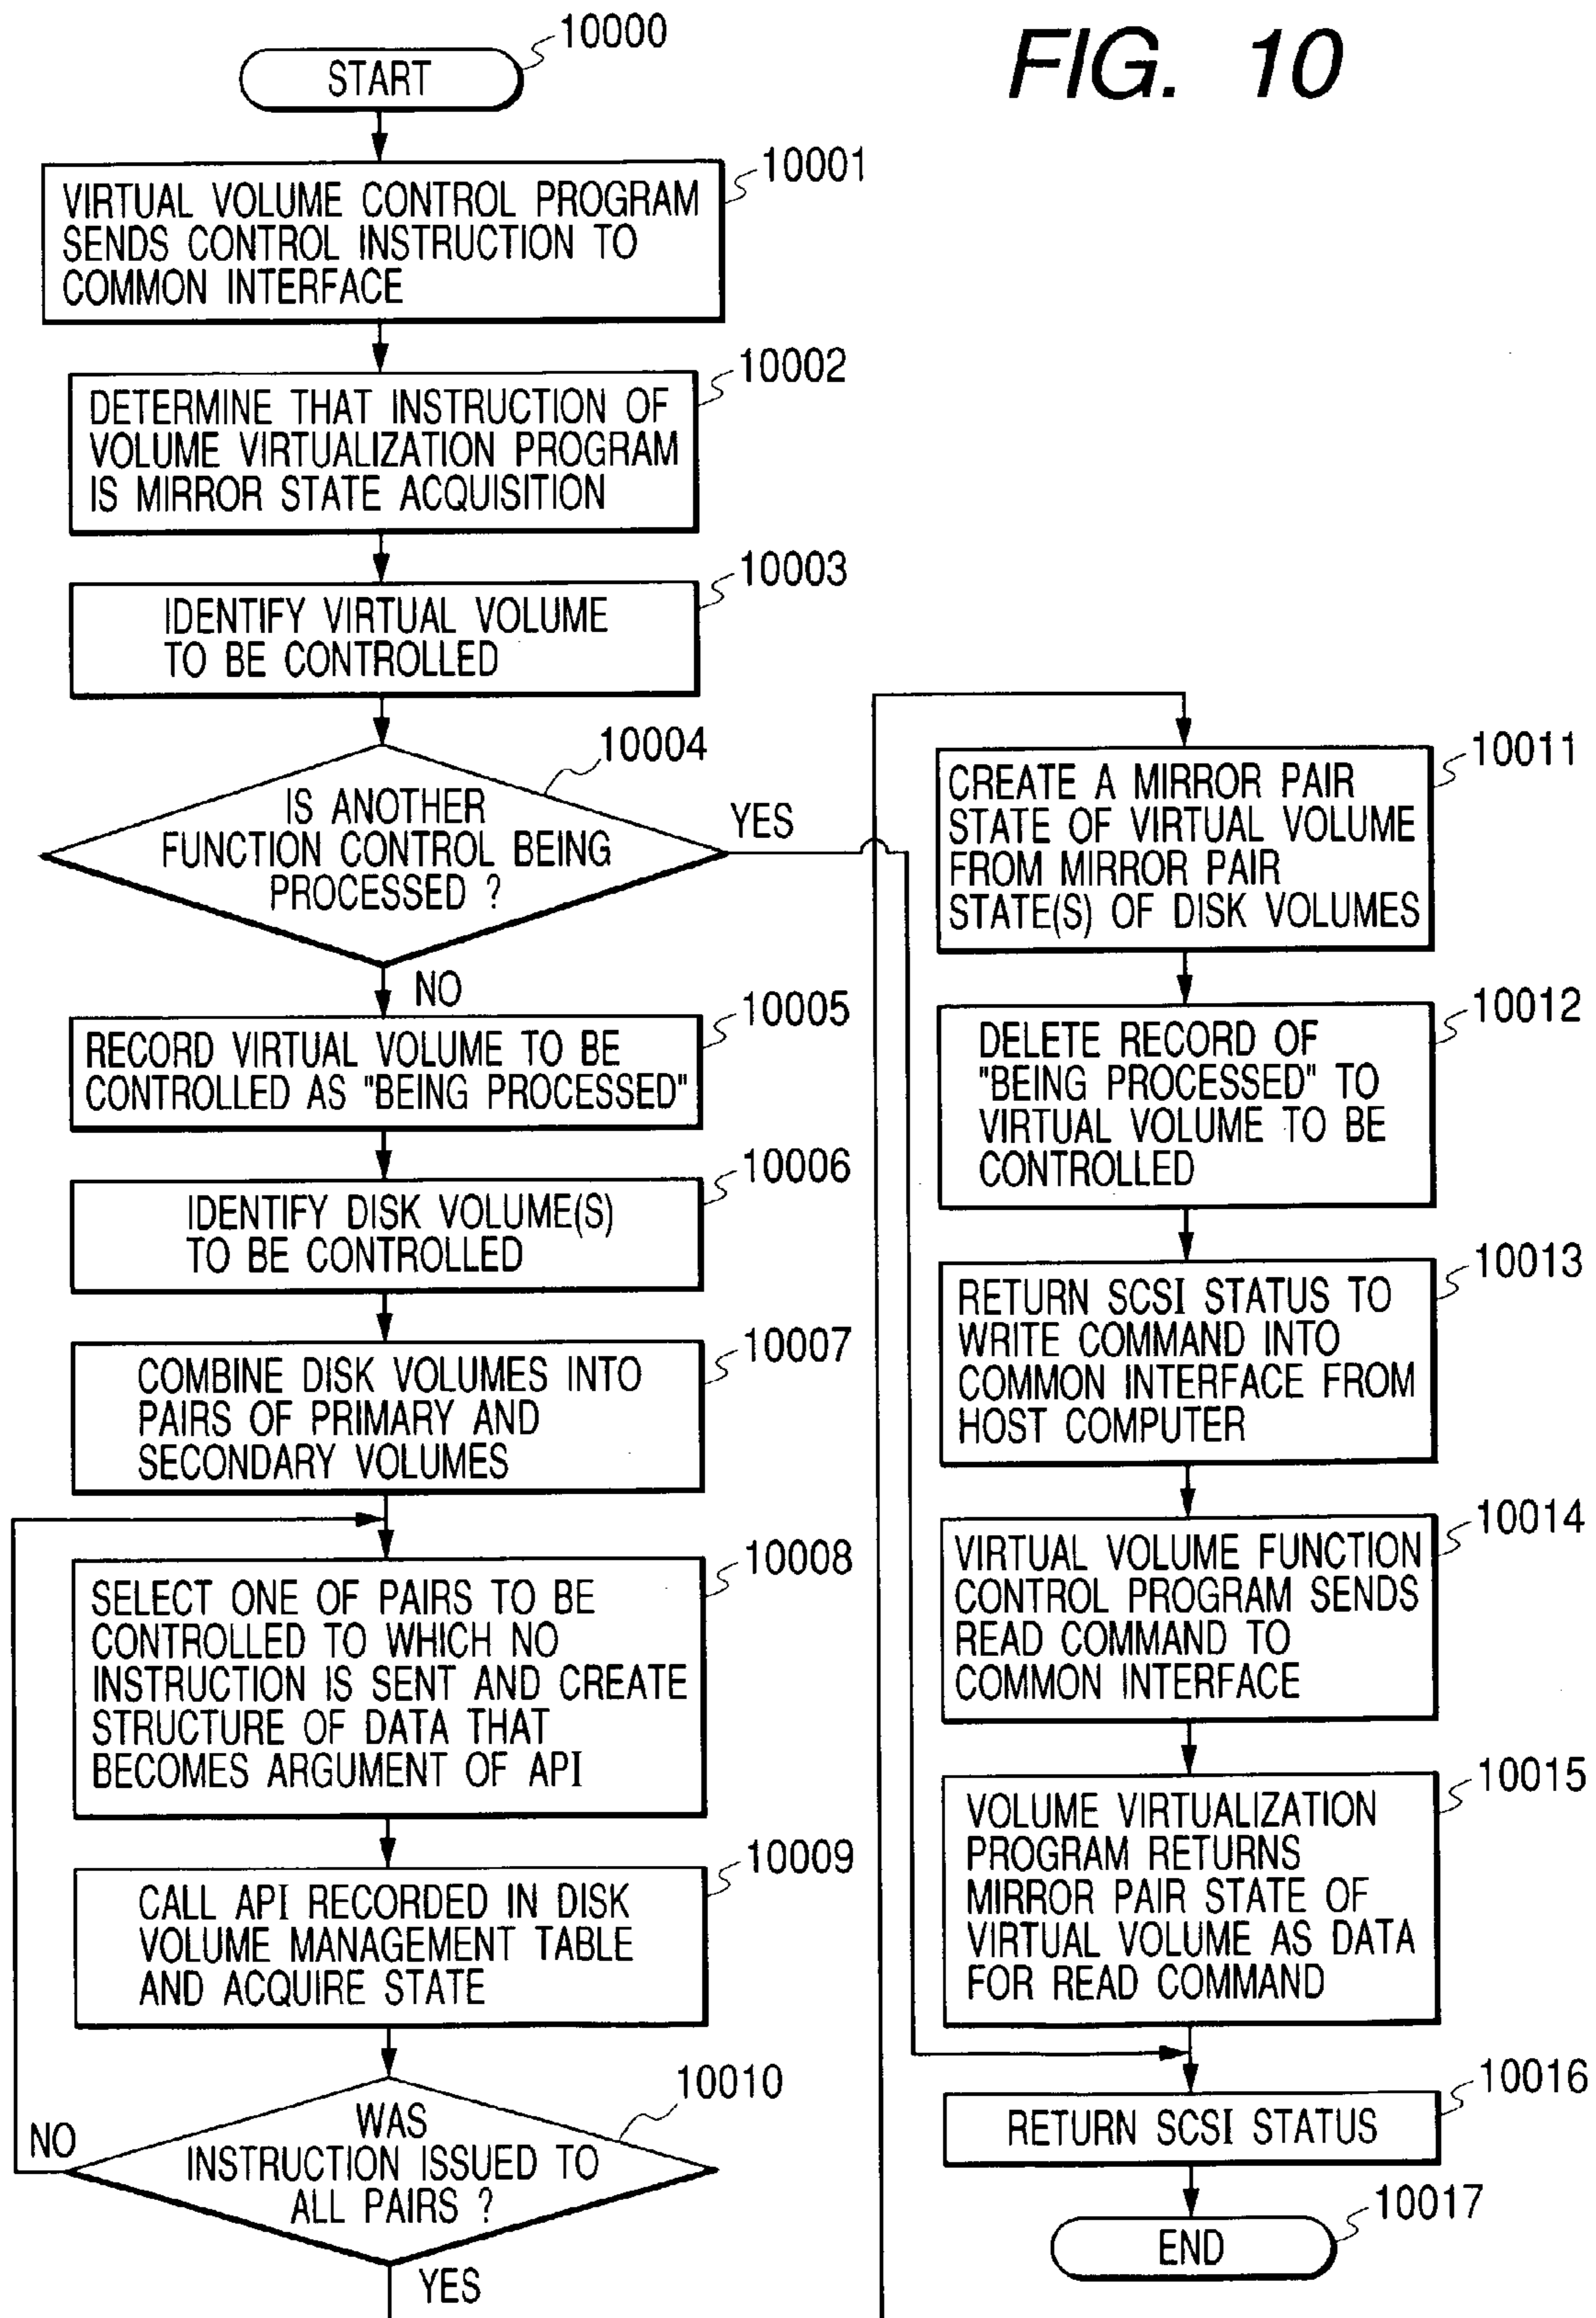 FIG. 10
10000
START
10001
VIRTUAL VOLUME CONTROL PROGRAM
SENDS CONTROL INSTRUCTION TO
COMMON INTERFACE
10002
DETERMINE THAT INSTRUCTION OF
VOLUME VIRTUALIZATION PROGRAM
IS MIRROR STATE ACQUISITION
10003
IDENTIFY VIRTUAL VOLUME
TO BE CONTROLLED
10004
IS ANOTHER
FUNCTION CONTROL BEING
PROCESSED ?
YES
NO
10005
RECORD VIRTUAL VOLUME TO BE
CONTROLLED AS "BEING PROCESSED"
10006
IDENTIFY DISK VOLUME(S)
TO BE CONTROLLED
10007
COMBINE DISK VOLUMES INTO
PAIRS OF PRIMARY AND
SECONDARY VOLUMES
10008
SELECT ONE OF PAIRS TO BE
CONTROLLED TO WHICH NO
INSTRUCTION IS SENT AND CREATE
STRUCTURE OF DATA THAT
BECOMES ARGUMENT OF API
10009
CALL API RECORDED IN DISK
VOLUME MANAGEMENT TABLE
AND ACQUIRE STATE
10010
WAS
INSTRUCTION ISSUED TO
ALL PAIRS ?
NO
YES
10011
CREATE A MIRROR PAIR
STATE OF VIRTUAL VOLUME
FROM MIRROR PAIR
STATE(S) OF DISK VOLUMES
10012
DELETE RECORD OF
"BEING PROCESSED" TO
VIRTUAL VOLUME TO BE
CONTROLLED
10013
RETURN SCSI STATUS TO
WRITE COMMAND INTO
COMMON INTERFACE FROM
HOST COMPUTER
10014
VIRTUAL VOLUME FUNCTION
CONTROL PROGRAM SENDS
READ COMMAND TO
COMMON INTERFACE
10015
VOLUME VIRTUALIZATION
PROGRAM RETURNS
MIRROR PAIR STATE OF
VIRTUAL VOLUME AS DATA
FOR READ COMMAND
10016
RETURN SCSI STATUS
10017
END